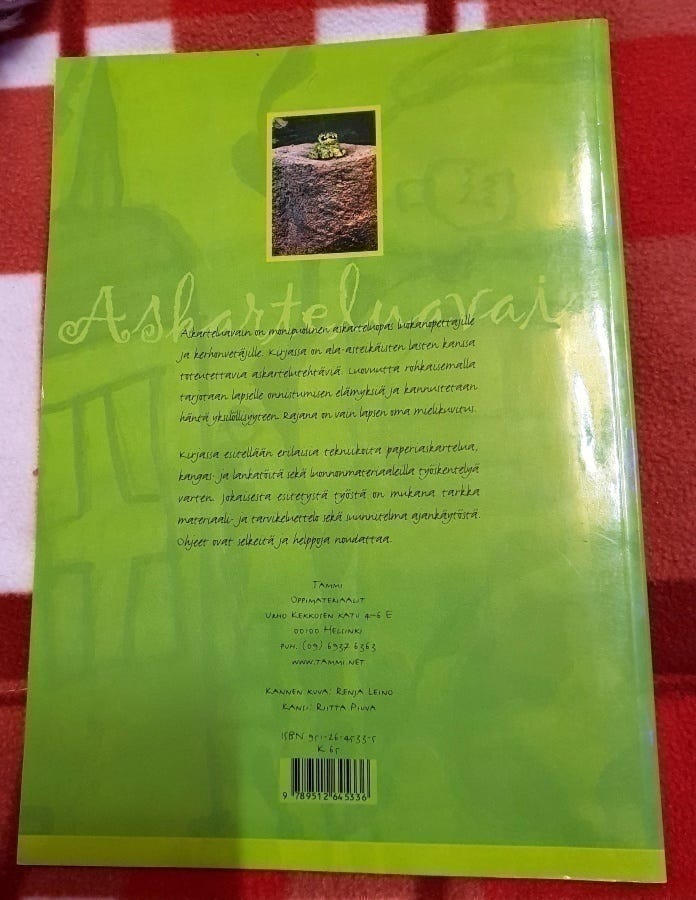 Askarteluavai
Askarteluavain on monipuolinen askarteluopas luokanopettajille
ja kerhonvetäjille. Kirjassa on ala-asteikäisten lasten kanssa
toteutettavia askartelutehtäviä. Luovuutta rohkaisemalla
tarjotaan lapselle onnistumisen elämyksiä ja kannustetaan
häntä yksilöllisyyteen. Rajana on vain lapsen oma mielikuvitus.
Kirjassa esitellään erilaisia tekniikoita paperiaskartelua,
kangas- ja lankatöitä sekä luonnonmateriaaleilla työskentelyä
varten. Jokaisesta esitetystä työstä on mukana tarkka
materiaali- ja tarvikeluettelo sekä suunnitelma ajankäytöstä.
Ohjeet ovat selkeitä ja helppoja noudattaa.
Tammi
Oppimateriaalit
Urho Kekkosen katu 4-6 E
00100 Helsinki
puh. (09) 6937 6363
www.tammi.net
Kannen kuva: Renja Leino
Kansi: Riitta Piuva
ISBN 951-26-4533-5
K 65
9 789512 645336